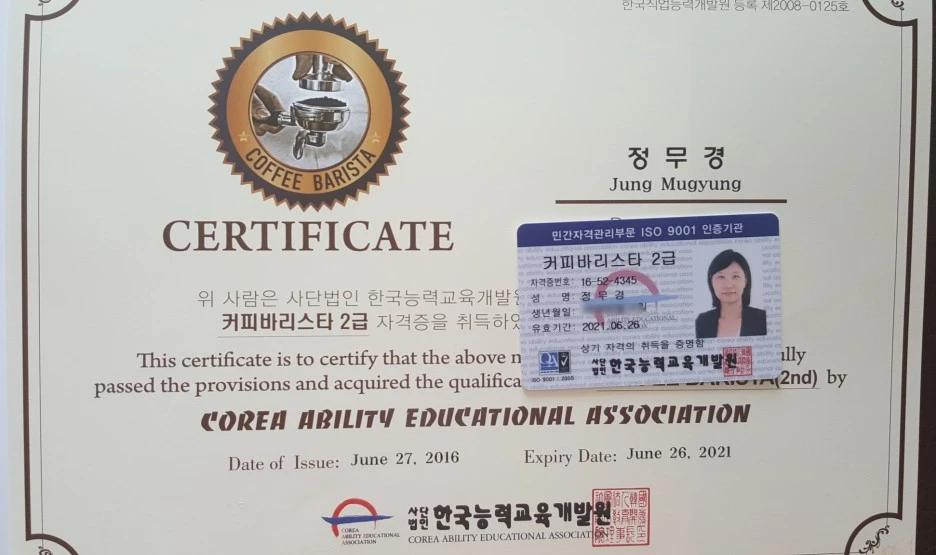 한국직업능력개발원 등록 제2008-0125호
COFFEE BARISTA
CERTIFICATE
정무경
Jung Mugyung
민간자격관리부문 ISO 9001 인증기관
커피바리스타 2급
자격증번호: 16-52-4345
성 명: 정 무 경
생년월일:
유효기간: 2021.06.26
상기 자격의 취득을 증명함
사단법인 한국능력교육개발원
QA
ISO 9001 / 2008
위 사람은 사단법인 한국능력교육개발
커피바리스타 2급 자격증을 취득하
This certificate is to certify that the above
passed the provisions and acquired the BARISTA(2nd) by
COREA ABILITY EDUCATIONAL ASSOCIATION
Date of Issue: June 27, 2016 Expiry Date: June 26, 2021
COREA ABILITY EDUCATIONAL ASSOCIATION
사단법인 한국능력교육개발원
COREA ABILITY EDUCATIONAL ASSOCIATION